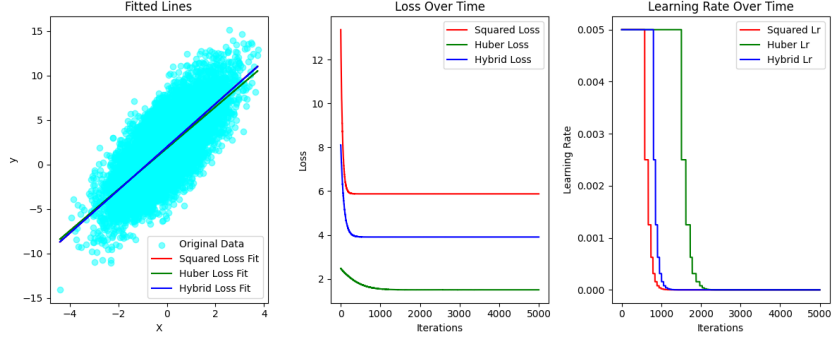 Fitted Lines
15
10
5
0
−5
−10
−15
y
−4
−2
0
2
4
X
Original Data
Squared Loss Fit
Huber Loss Fit
Hybrid Loss Fit
Loss Over Time
12
10
8
6
4
2
Loss
0
1000
2000
3000
4000
5000
Iterations
Squared Loss
Huber Loss
Hybrid Loss
Learning Rate Over Time
0.005
0.004
0.003
0.002
0.001
0.000
Learning Rate
0
1000
2000
3000
4000
5000
Iterations
Squared Lr
Huber Lr
Hybrid Lr